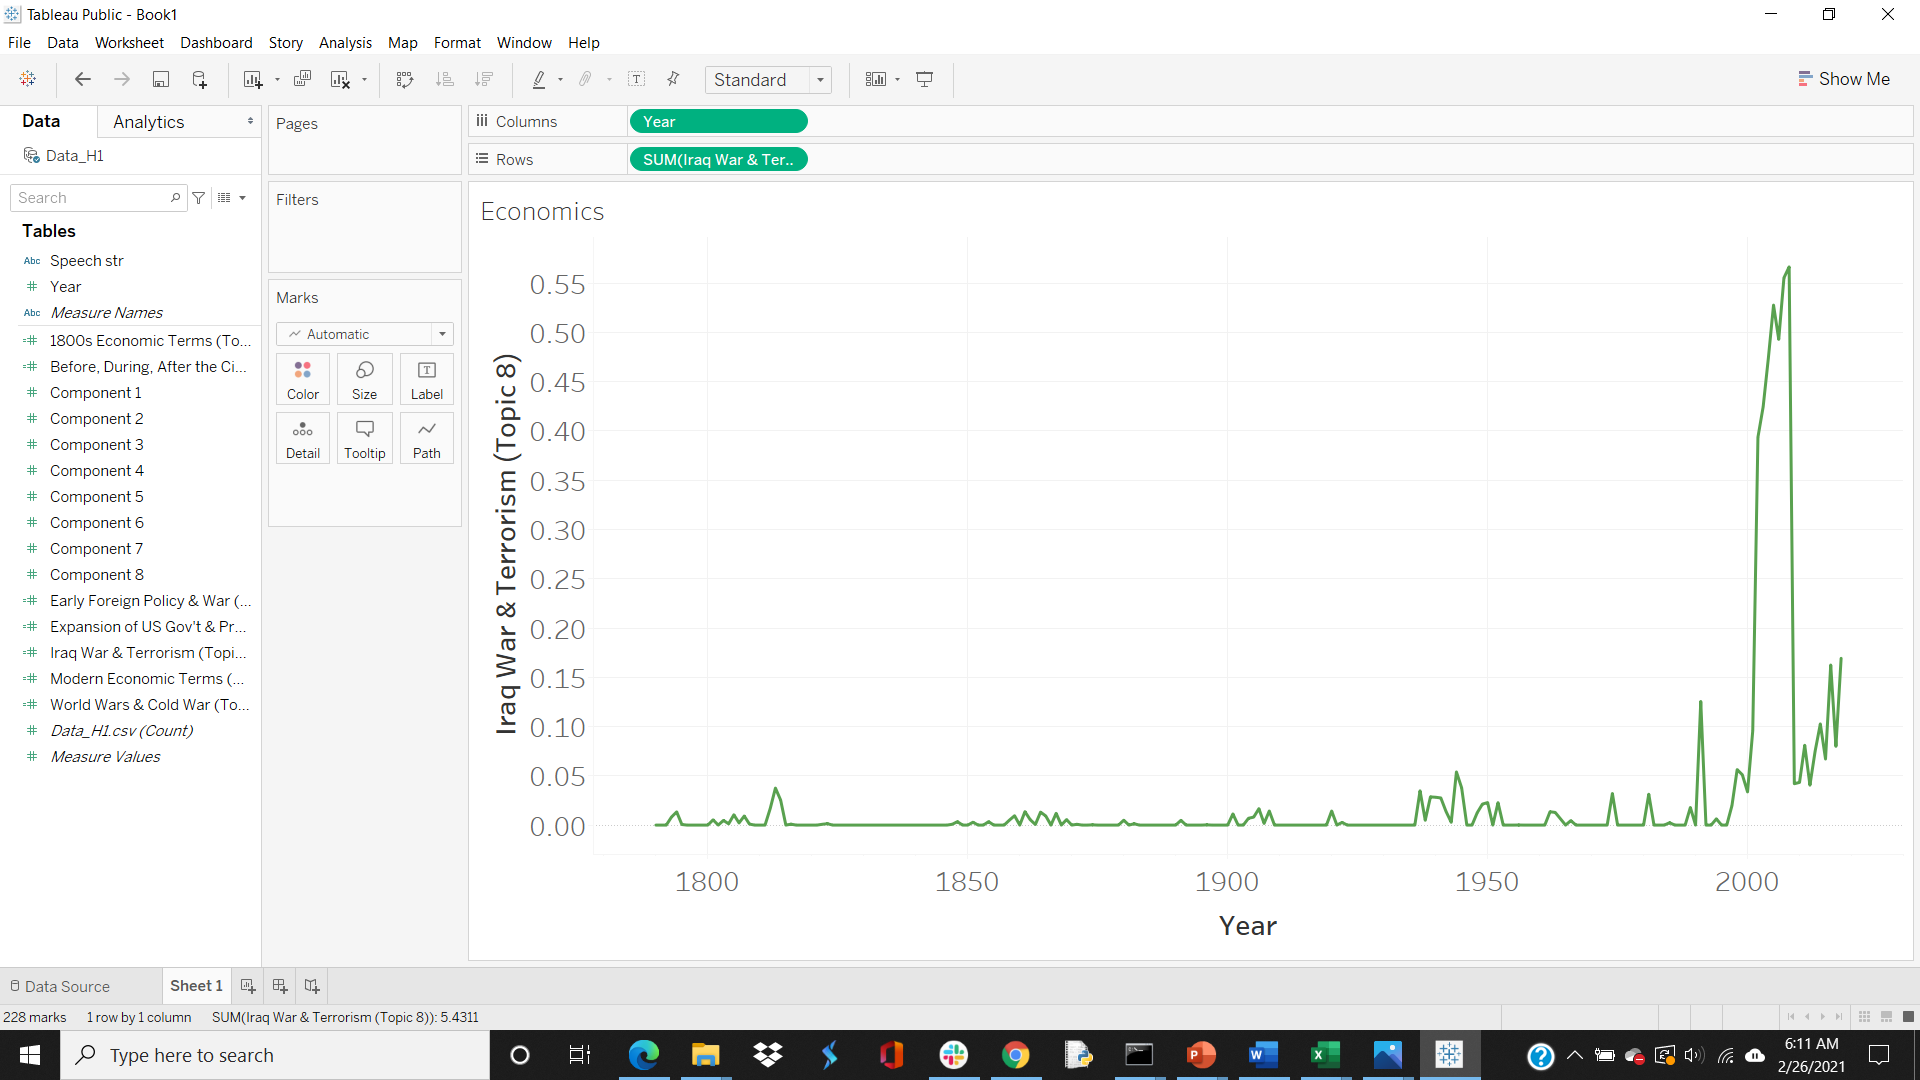 Tableau Public - Book1
File Data Worksheet Dashboard Story Analysis Map Format Window Help
Standard
Show Me
Data Analytics
Data_H1
Search
Tables
Abc Speech str
Year
Abc Measure Names
1800s Economic Terms (To...
Before, During, After the Ci...
Component 1
Component 2
Component 3
Component 4
Component 5
Component 6
Component 7
Component 8
Early Foreign Policy & War (...
Expansion of US Gov't & Pr...
Iraq War & Terrorism (Topi...
Modern Economic Terms (...
World Wars & Cold War (To...
Data_H1.csv (Count)
Measure Values
Pages
Filters
Marks
Automatic
Color Size Label
Detail Tooltip Path
Columns Year
Rows SUM(Iraq War & Ter..
Economics
Iraq War & Terrorism (Topic 8)
0.55
0.50
0.45
0.40
0.35
0.30
0.25
0.20
0.15
0.10
0.05
0.00
1800 1850 1900 1950 2000
Year
Data Source Sheet 1
228 marks 1 row by 1 column SUM(Iraq War & Terrorism (Topic 8)): 5.4311
Type here to search
6:11 AM
2/26/2021